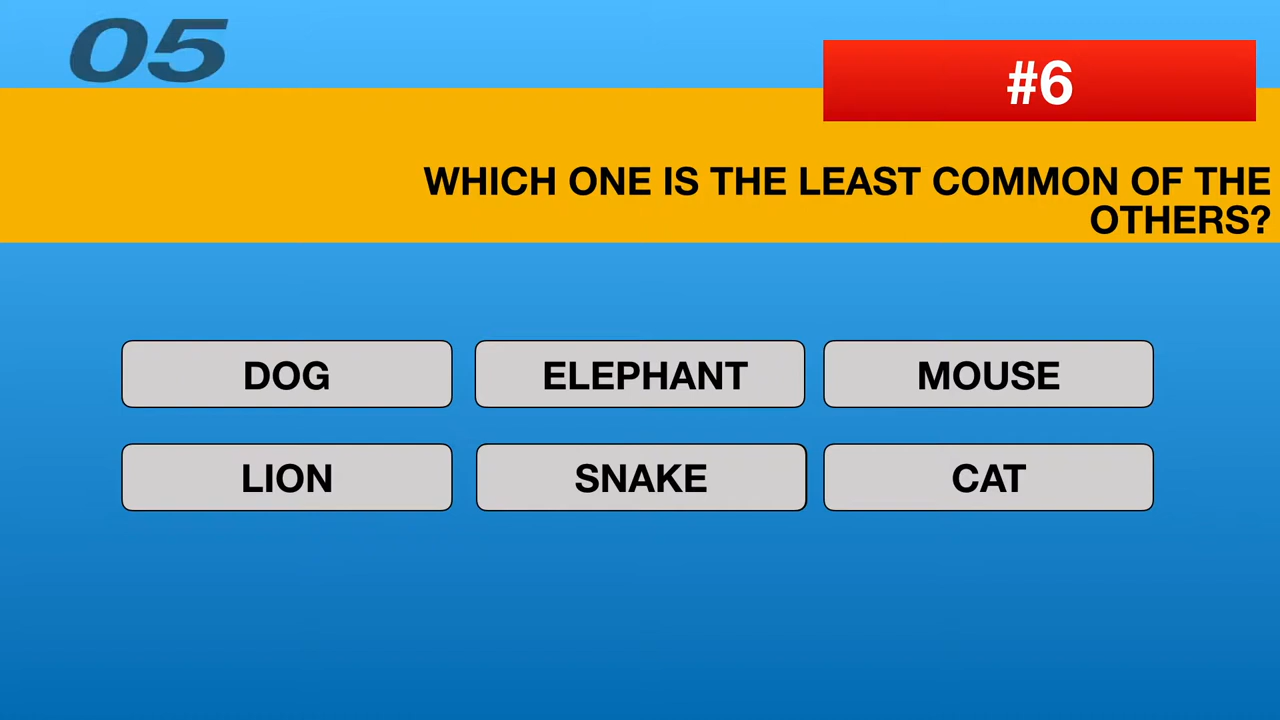 05
#6
WHICH ONE IS THE LEAST COMMON OF THE
OTHERS?
DOG
ELEPHANT
MOUSE
LION
SNAKE
CAT